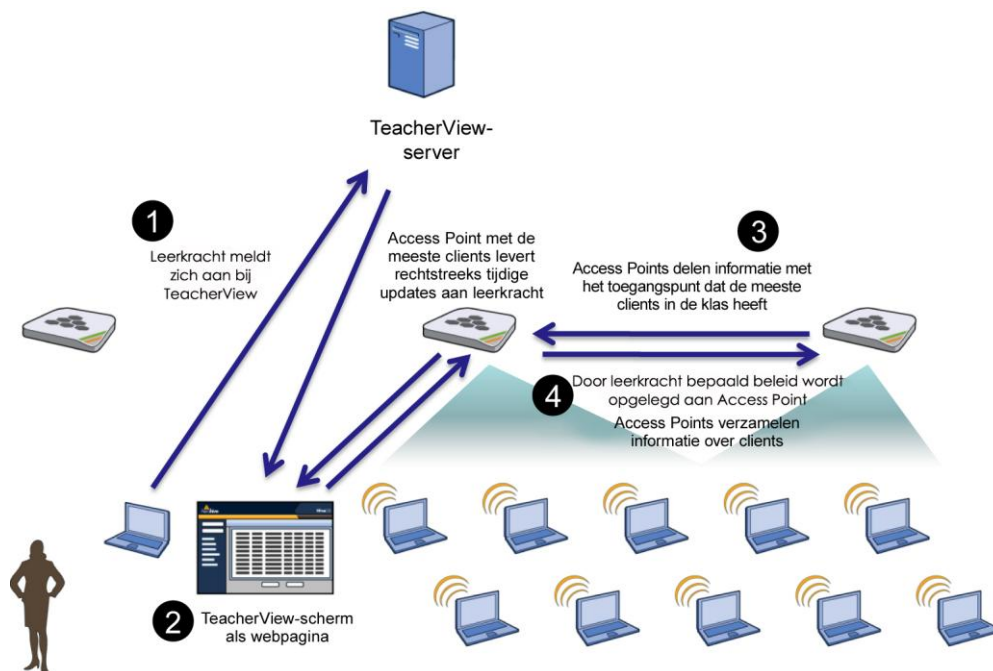 TeacherView-
server
1
Leerkracht meldt
zich aan bij
TeacherView
Access Point met de
meeste clients levert
rechtstreeks tijdige
updates aan leerkracht
3
Access Points delen informatie met
het toegangspunt dat de meeste
clients in de klas heeft
4
Door leerkracht bepaald beleid wordt
opgelegd aan Access Point
Access Points verzamelen
informatie over clients
2
TeacherView-scherm
als webpagina